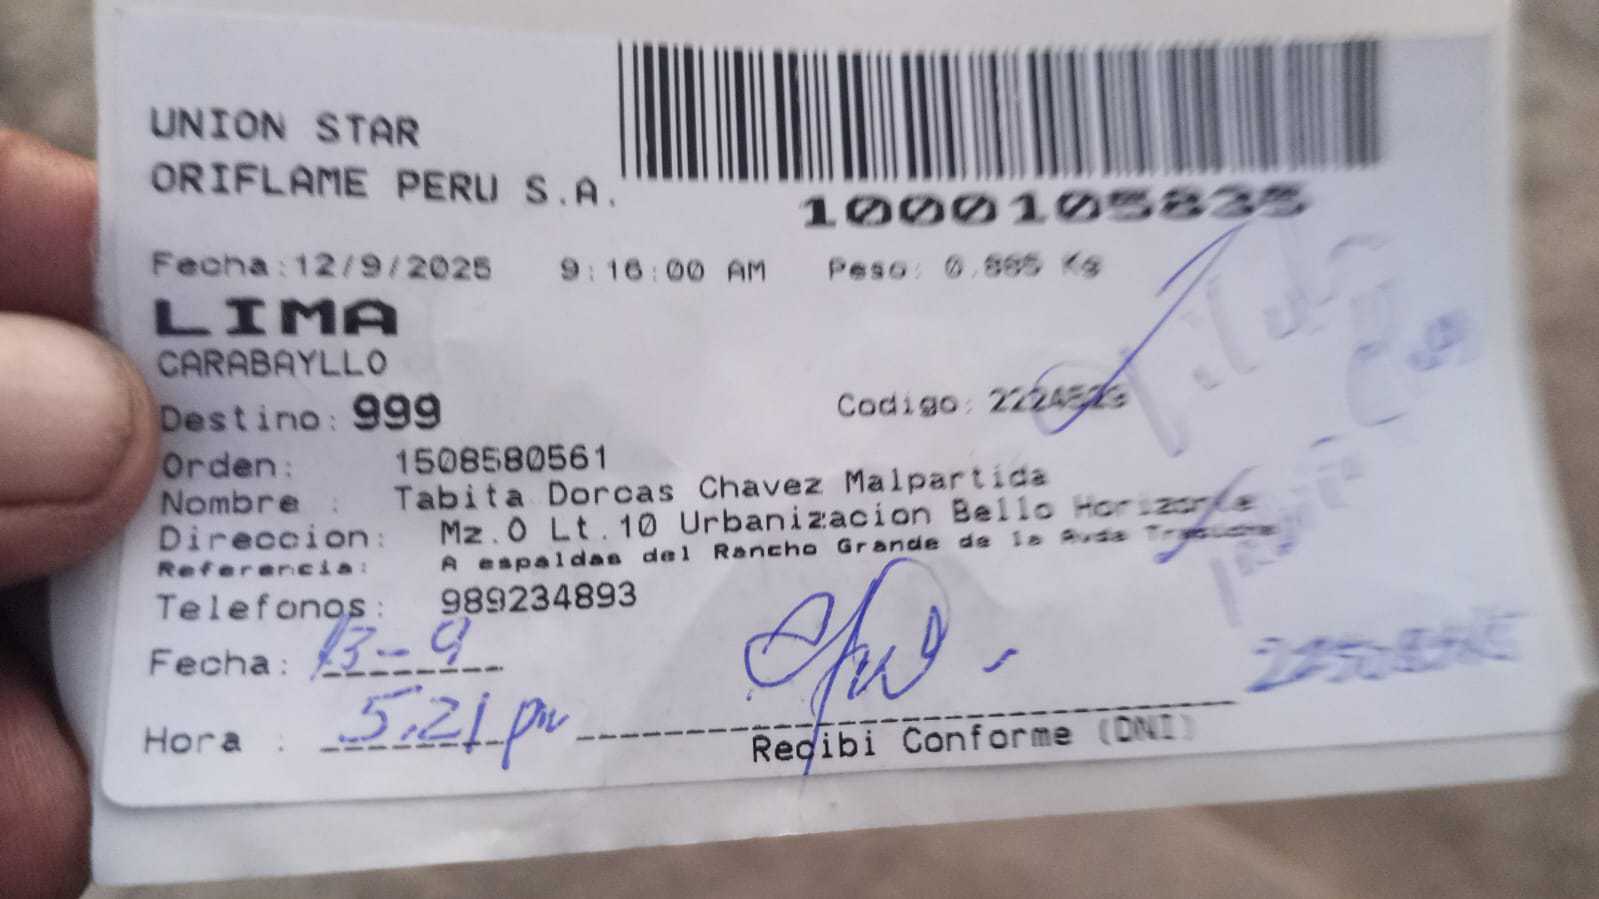 UNION STAR
ORIFLAME PERU S.A.
1000105835
Fecha:12/9/2025 9:16:00 AM Peso: 0.885 Kg
LIMA
CARABAYLLO
Destino: 999 Codigo: 2224523
Orden: 1508580561
Nombre : Tabita Dorcas Chavez Malpartida
Direccion: Mz.O Lt.10 Urbanizacion Bello Horizonte
Referencia: A espaldas del Rancho Grande de la Avda
Telefonos: 989234893
Fecha: 13-9
Hora : 5.21 pm
Recibi Conforme (DNI)